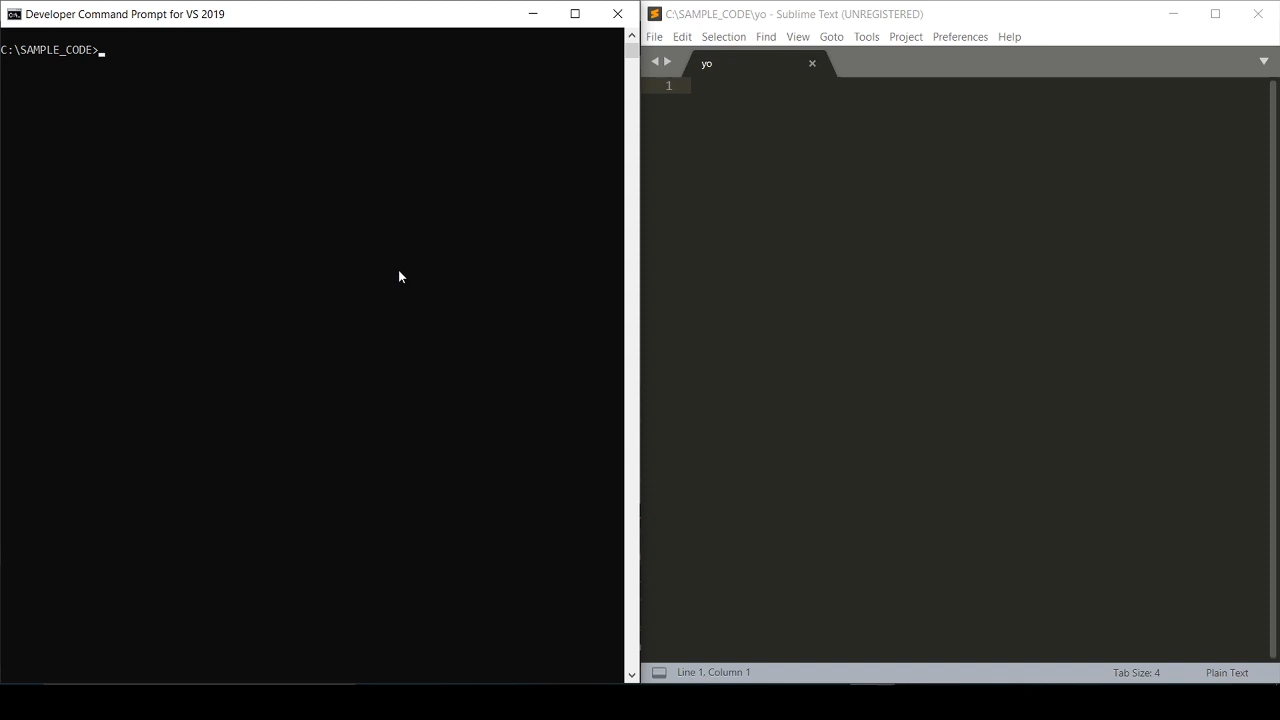 Developer Command Prompt for VS 2019
C:\SAMPLE_CODE>
C:\SAMPLE_CODE\yo - Sublime Text (UNREGISTERED)
File Edit Selection Find View Goto Tools Project Preferences Help
yo
1
Line 1, Column 1
Tab Size: 4
Plain Text